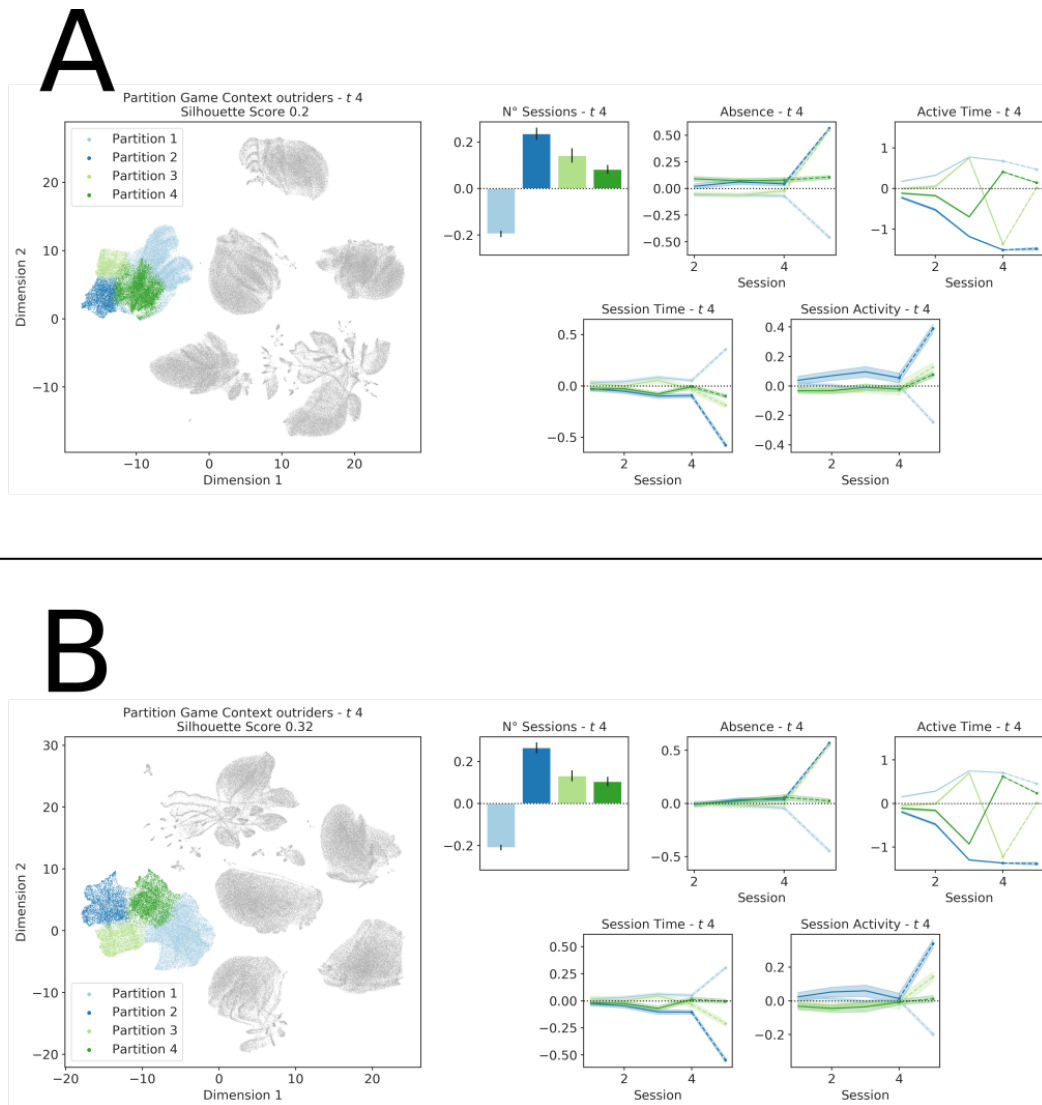 A
Partition Game Context outriders - t 4
Silhouette Score 0.2
Partition 1
Partition 2
Partition 3
Partition 4
20
10
0
−10
Dimension 2
−10
0
10
20
Dimension 1
N° Sessions - t 4
0.2
0.0
−0.2
Absence - t 4
0.50
0.25
0.00
−0.25
−0.50
2
4
Session
Active Time - t 4
1
0
−1
2
4
Session
Session Time - t 4
0.5
0.0
−0.5
2
4
Session
Session Activity - t 4
0.4
0.2
0.0
−0.2
−0.4
2
4
Session
B
Partition Game Context outriders - t 4
Silhouette Score 0.32
30
20
10
0
−10
−20
Dimension 2
Partition 1
Partition 2
Partition 3
Partition 4
−20
−10
0
10
20
Dimension 1
N° Sessions - t 4
0.2
0.0
−0.2
Absence - t 4
0.5
0.0
−0.5
2
4
Session
Active Time - t 4
1
0
−1
2
4
Session
Session Time - t 4
0.50
0.25
0.00
−0.25
−0.50
2
4
Session
Session Activity - t 4
0.2
0.0
−0.2
2
4
Session